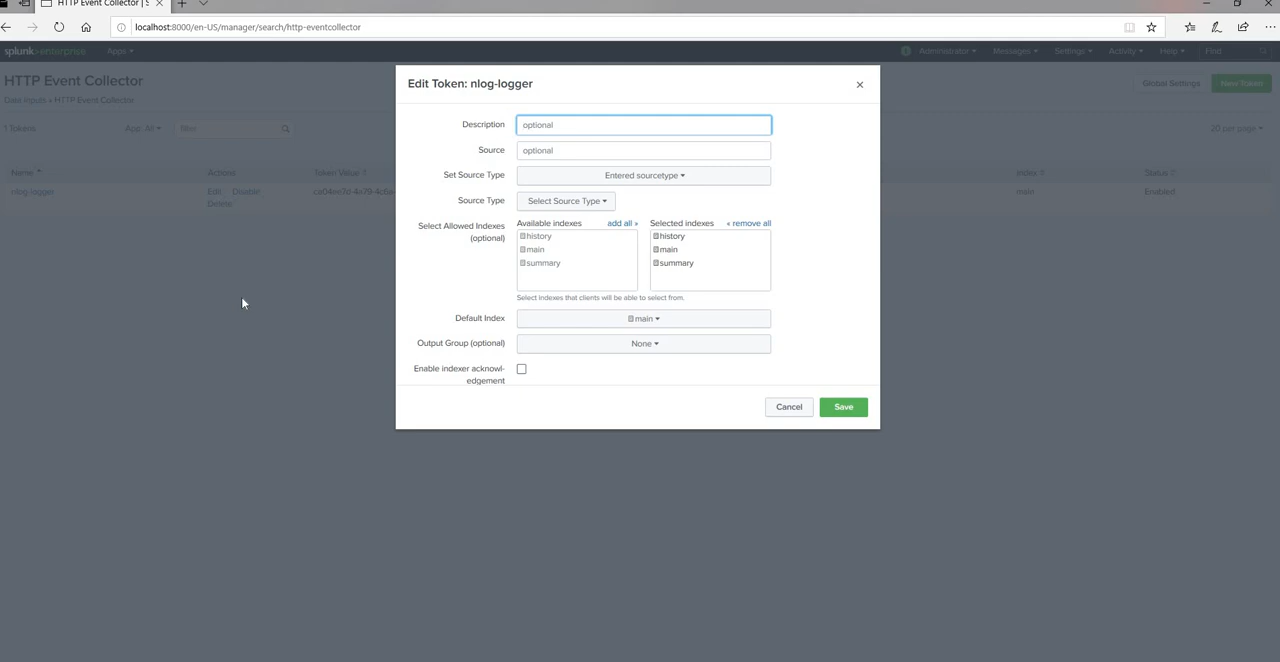 HTTP Event Collector | S
localhost:8000/en-US/manager/search/http-eventcollector
splunk>enterprise Apps
Administrator Messages Settings Activity Help Find
HTTP Event Collector
Data Inputs » HTTP Event Collector
Global Settings New Token
1 Tokens App: All filter 20 per page
Name Actions Token Value Index Status
nlog-logger Edit Disable main Enabled
Delete
Edit Token: nlog-logger
Description optional
Source optional
Set Source Type Entered sourcetype
Source Type Select Source Type
Select Allowed Indexes
(optional)
Available indexes add all »
history
main
summary
Selected indexes « remove all
history
main
summary
Select indexes that clients will be able to select from.
Default Index main
Output Group (optional) None
Enable indexer acknowl-
edgement
Cancel Save